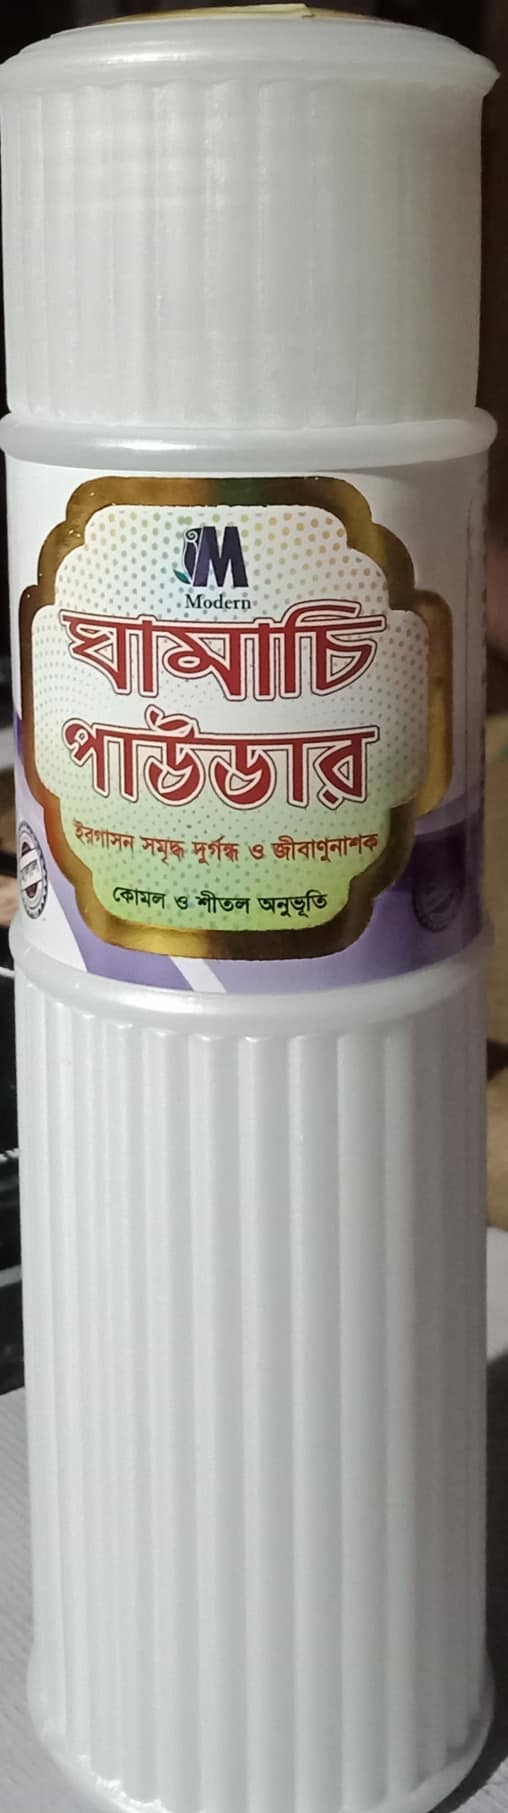 M
Modern
ঘামাচি
পাউডার
ইরগাসন সমৃদ্ধ দুর্গন্ধ ও জীবাণুনাশক
কোমল ও শীতল অনুভূতি